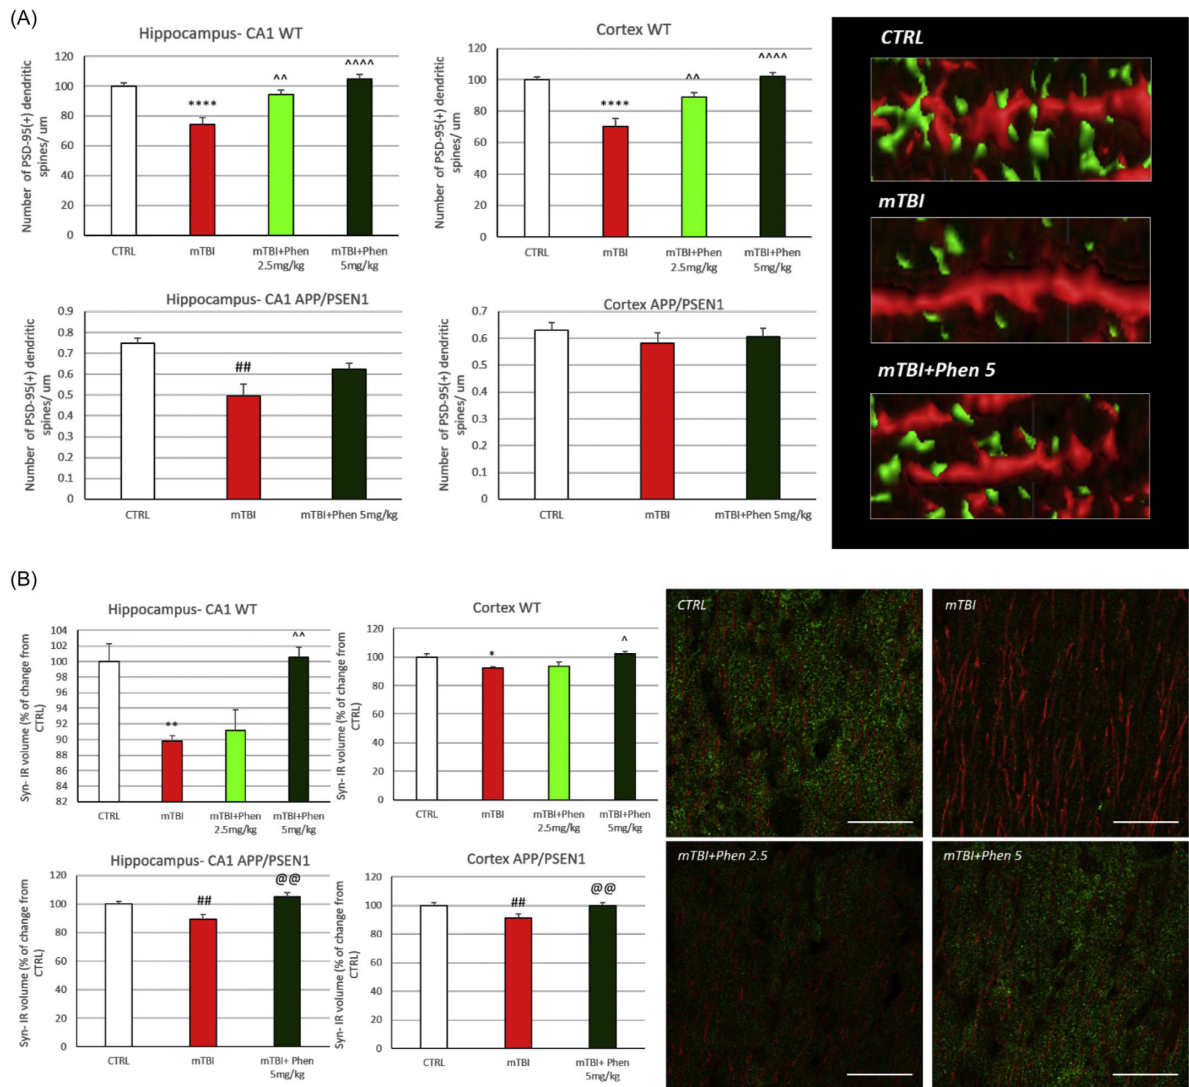 (A)
Hippocampus- CA1 WT
Number of PSD-95(+) dendritic
spines/ um
120
100
80
60
40
20
0
****
^^
^^^^
CTRL
mTBI
mTBI+Phen
2.5mg/kg
mTBI+Phen
5mg/kg
Cortex WT
Number of PSD-95(+) dendritic
spines/ um
120
100
80
60
40
20
0
****
^^
^^^^
CTRL
mTBI
mTBI+Phen
2.5mg/kg
mTBI+Phen
5mg/kg
Hippocampus- CA1 APP/PSEN1
Number of PSD-95(+) dendritic
spines/ um
0.9
0.8
0.7
0.6
0.5
0.4
0.3
0.2
0.1
0
##
CTRL
mTBI
mTBI+Phen 5mg/kg
Cortex APP/PSEN1
Number of PSD-95(+) dendritic
spines/ um
0.7
0.6
0.5
0.4
0.3
0.2
0.1
0
CTRL
mTBI
mTBI+Phen 5mg/kg
CTRL
mTBI
mTBI+Phen 5
(B)
Hippocampus- CA1 WT
Syn- IR volume (% of change from
CTRL)
104
102
100
98
96
94
92
90
88
86
84
82
**
^^
CTRL
mTBI
mTBI+Phen
2.5mg/kg
mTBI+Phen
5mg/kg
Cortex WT
Syn- IR volume (% of change from
CTRL)
120
100
80
60
40
20
0
*
^
CTRL
mTBI
mTBI+Phen
2.5mg/kg
mTBI+Phen
5mg/kg
Hippocampus- CA1 APP/PSEN1
Syn- IR volume (% of change from
CTRL)
120
100
80
60
40
20
0
##
@@
CTRL
mTBI
mTBI+ Phen
5mg/kg
Cortex APP/PSEN1
Syn- IR volume (% of change from
CTRL)
120
100
80
60
40
20
0
##
@@
CTRL
mTBI
mTBI+ Phen
5mg/kg
CTRL
mTBI
mTBI+Phen 2.5
mTBI+Phen 5